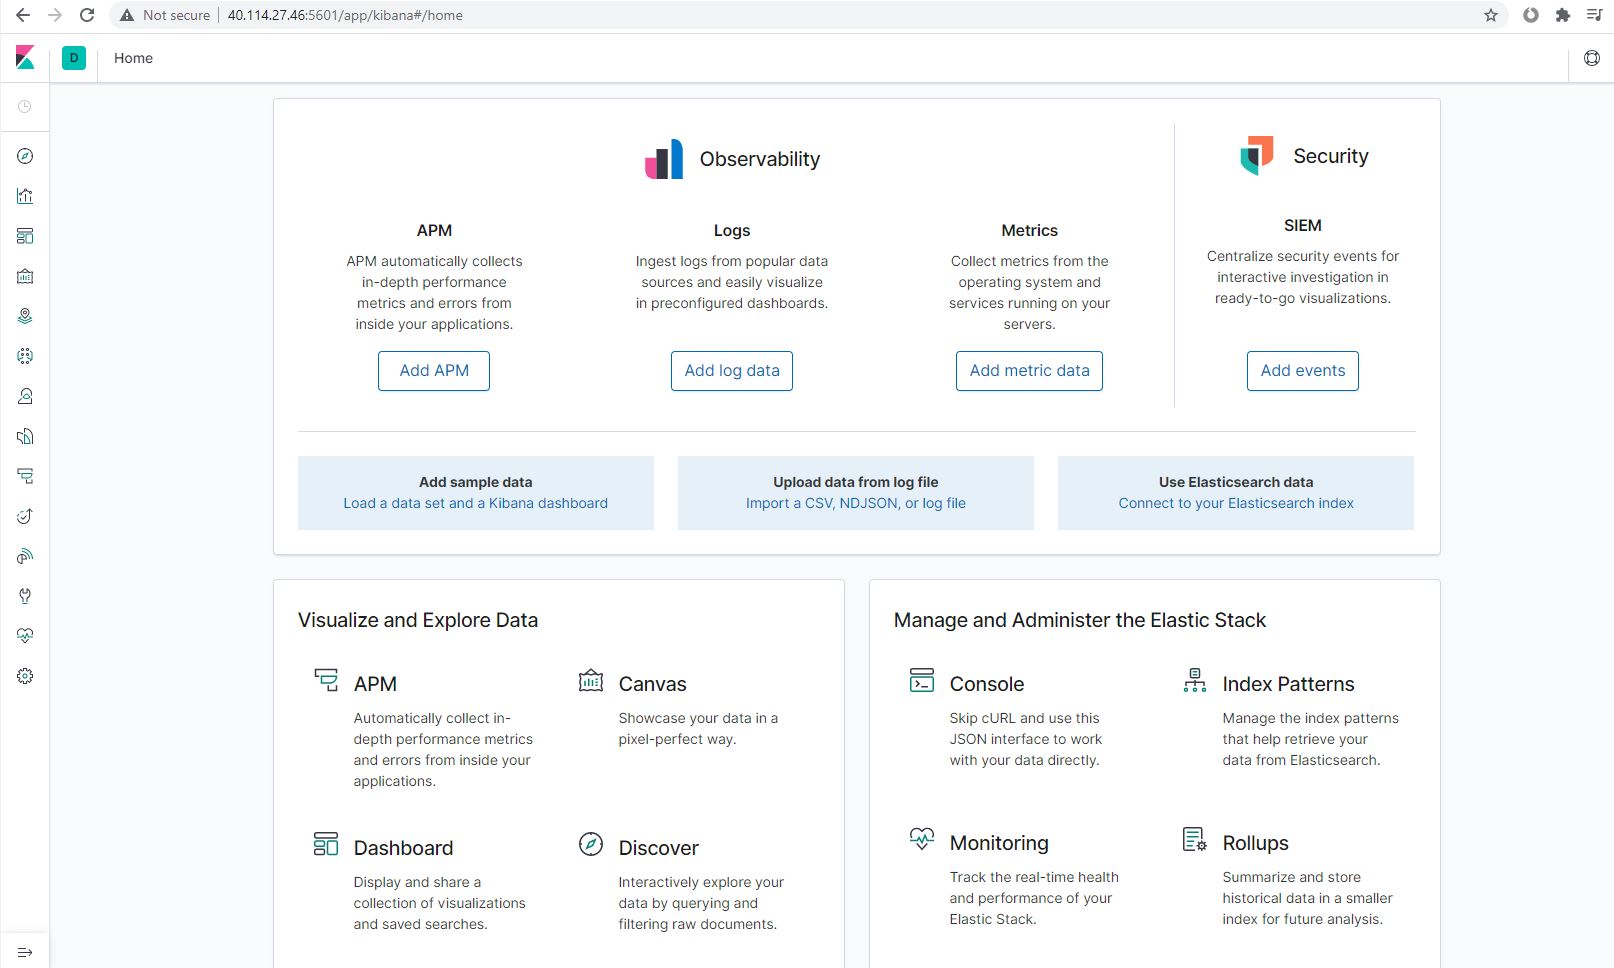 Not secure 40.114.27.46:5601/app/kibana#/home
D Home
Observability
APM
APM automatically collects
in-depth performance
metrics and errors from
inside your applications.
Add APM
Logs
Ingest logs from popular data
sources and easily visualize
in preconfigured dashboards.
Add log data
Metrics
Collect metrics from the
operating system and
services running on your
servers.
Add metric data
Security
SIEM
Centralize security events for
interactive investigation in
ready-to-go visualizations.
Add events
Add sample data
Load a data set and a Kibana dashboard
Upload data from log file
Import a CSV, NDJSON, or log file
Use Elasticsearch data
Connect to your Elasticsearch index
Visualize and Explore Data
APM
Automatically collect in-
depth performance metrics
and errors from inside your
applications.
Canvas
Showcase your data in a
pixel-perfect way.
Dashboard
Display and share a
collection of visualizations
and saved searches.
Discover
Interactively explore your
data by querying and
filtering raw documents.
Manage and Administer the Elastic Stack
Console
Skip cURL and use this
JSON interface to work
with your data directly.
Index Patterns
Manage the index patterns
that help retrieve your
data from Elasticsearch.
Monitoring
Track the real-time health
and performance of your
Elastic Stack.
Rollups
Summarize and store
historical data in a smaller
index for future analysis.